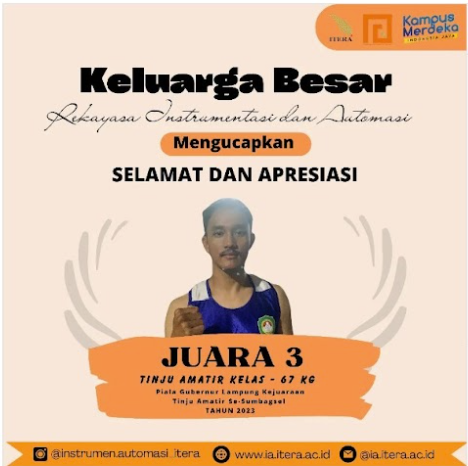 ITERA
Kampus
Merdeka
INDONESIA JAYA
Keluarga Besar
Rekayasa Instrumentasi dan Automasi
Mengucapkan
SELAMAT DAN APRESIASI
JUARA 3
TINJU AMATIR KELAS - 67 KG
Piala Gubernur Lampung Kejuaraan
Tinju Amatir Se-Sumbagsel
TAHUN 2023
@instrumen.automasi_itera
www.ia.itera.ac.id
@ia.itera.ac.id